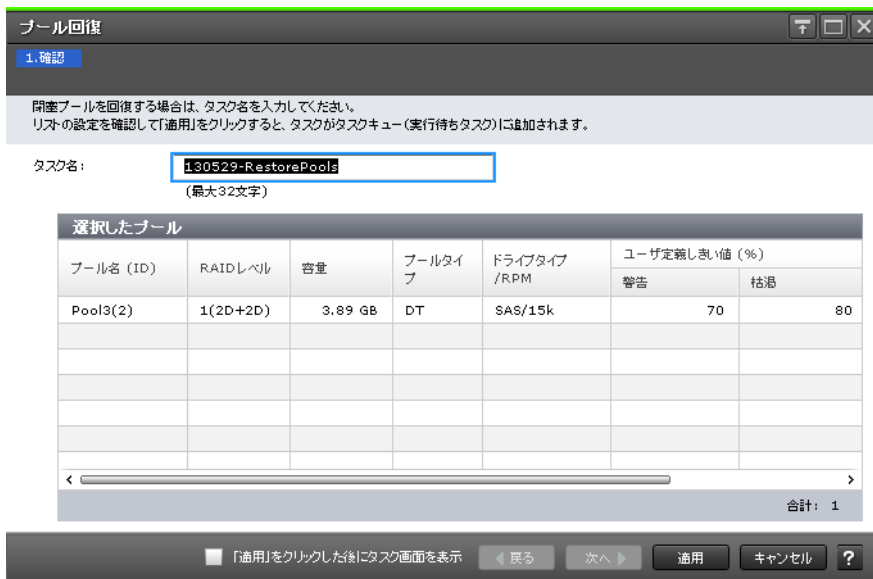 プール回復
1.確認
閉塞プールを回復する場合は、タスク名を入力してください。
リストの設定を確認して「適用」をクリックすると、タスクがタスクキュー(実行待ちタスク)に追加されます。
タスク名: 130529-RestorePools
(最大32文字)
選択したプール
プール名 (ID) RAIDレベル 容量 プールタイプ ドライブタイプ/RPM ユーザ定義しきい値 (%)
警告 枯渇
Pool3(2) 1(2D+2D) 3.89 GB DT SAS/15k 70 80
合計: 1
「適用」をクリックした後にタスク画面を表示 戻る 次へ 適用 キャンセル ?